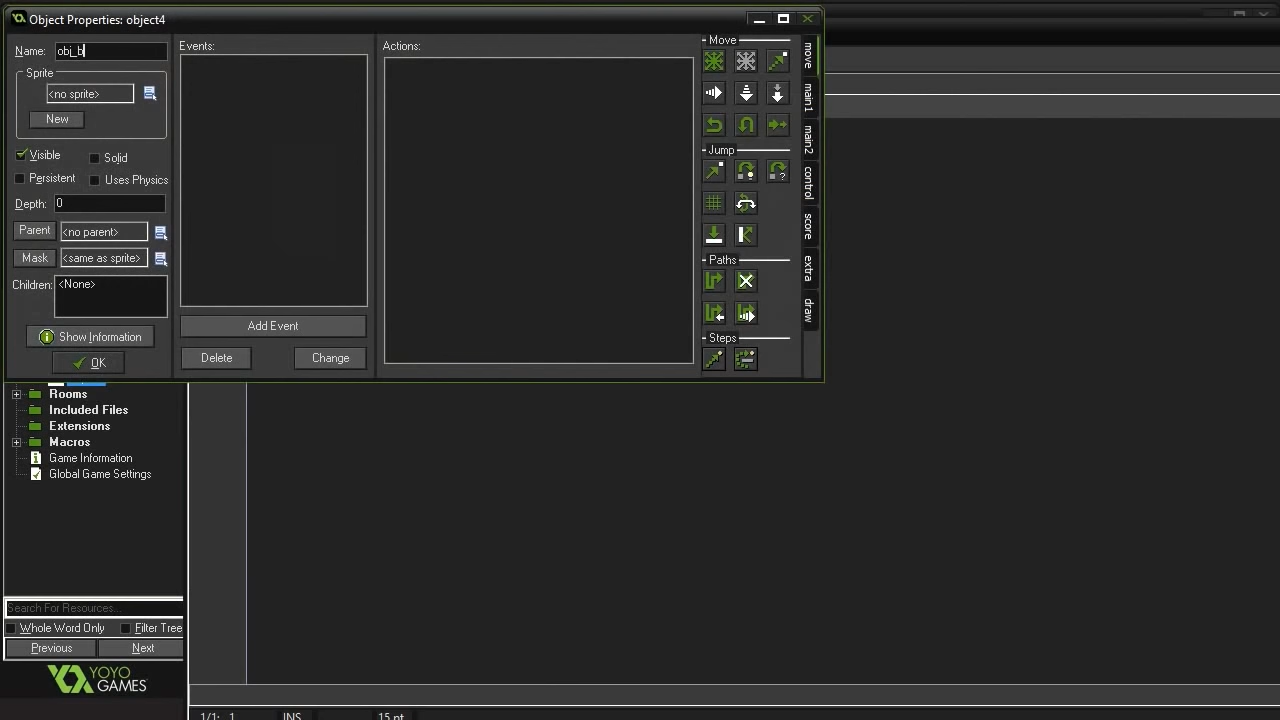 Object Properties: object4
Name: obj_b
Sprite
<no sprite>
New
Visible
Solid
Persistent
Uses Physics
Depth: 0
Parent <no parent>
Mask <same as sprite>
Children: <None>
Show Information
OK
Events:
Add Event
Delete
Change
Actions:
Move
Jump
Paths
Steps
move
main1
main2
control
score
extra
draw
Rooms
Included Files
Extensions
Macros
Game Information
Global Game Settings
Search For Resources...
Whole Word Only
Filter Tree
Previous
Next
YOYO
GAMES
1/1: 1
INS
15 pt